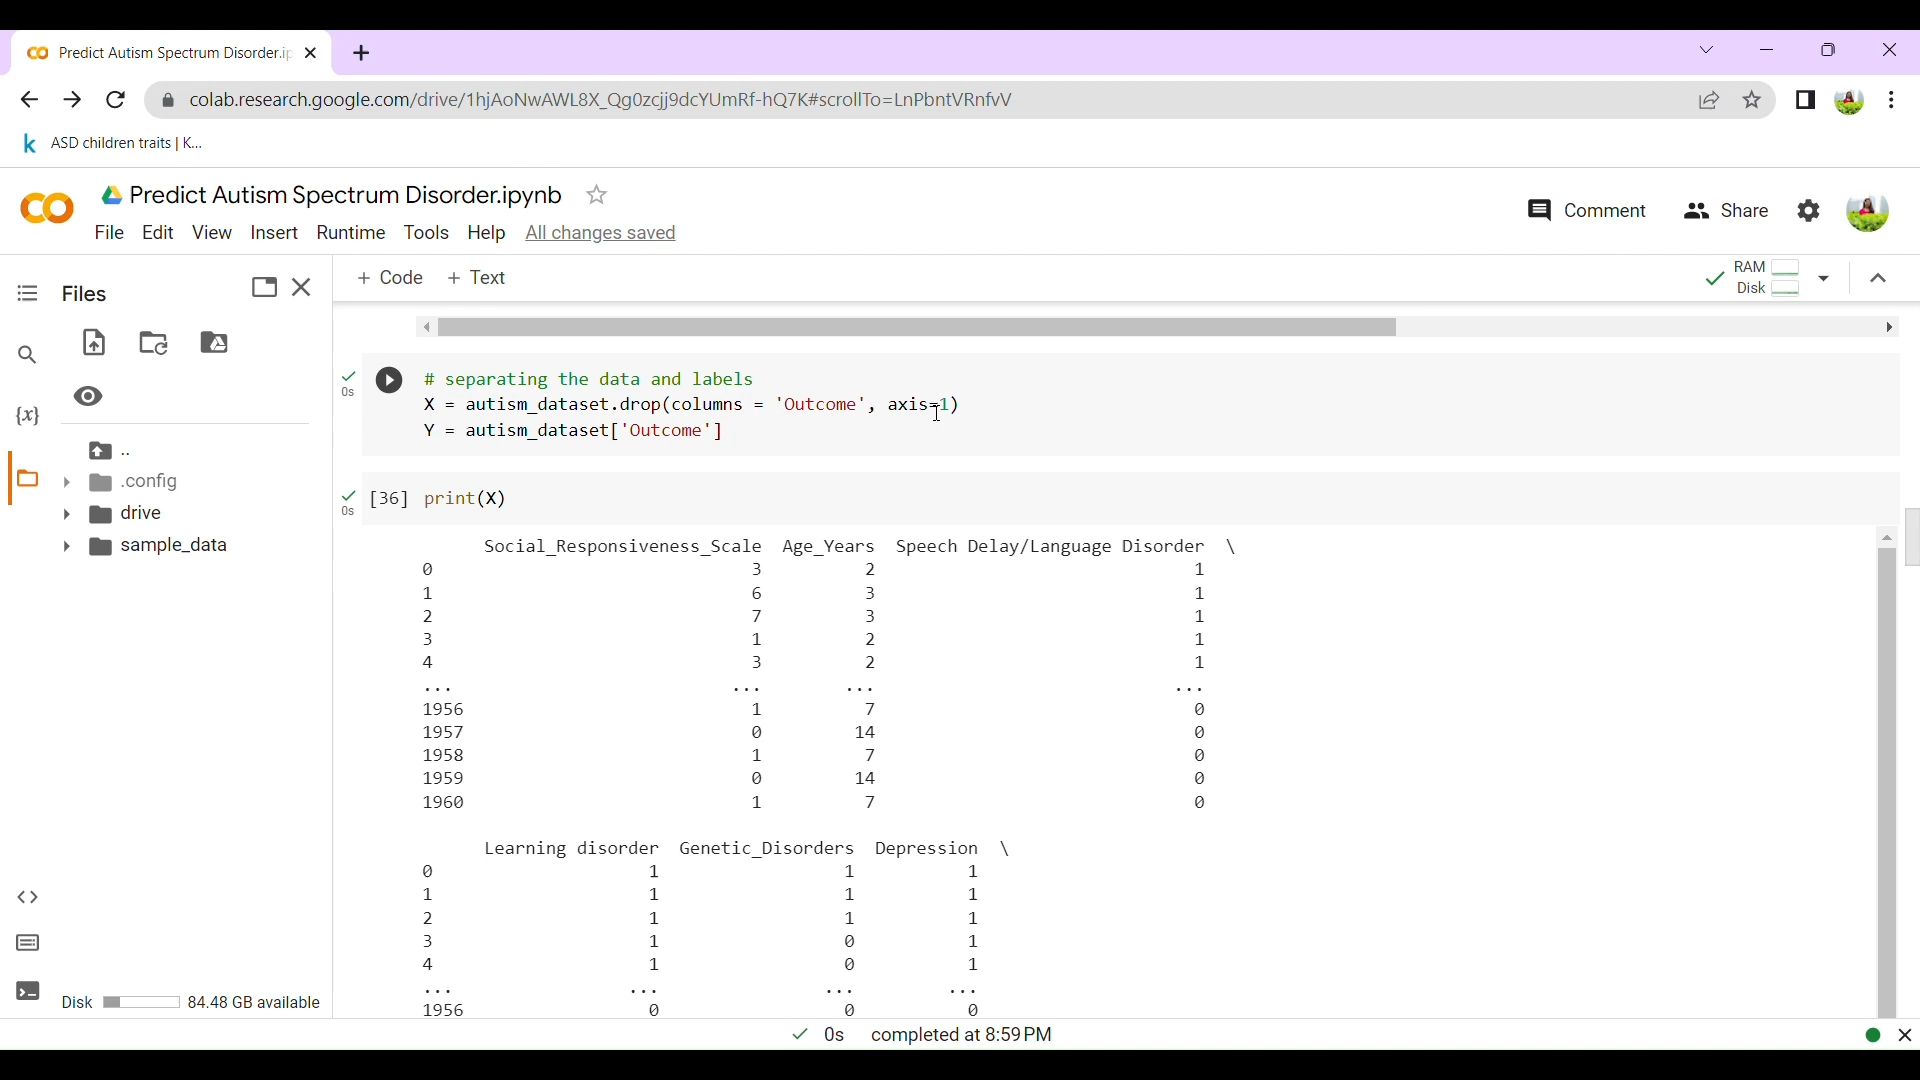 Predict Autism Spectrum Disorder.ip
colab.research.google.com/drive/1hjAoNwAWL8X_Qg0zcjj9dcYUmRf-hQ7K#scrollTo=LnPbntVRnfvV
k ASD children traits | K...
Predict Autism Spectrum Disorder.ipynb
Comment Share
File Edit View Insert Runtime Tools Help All changes saved
+ Code + Text
RAM
Disk
Files
{x}
..
.config
drive
sample_data
Disk 84.48 GB available
0s
# separating the data and labels
X = autism_dataset.drop(columns = 'Outcome', axis=1)
Y = autism_dataset['Outcome']
0s
[36] print(X)
Social_Responsiveness_Scale Age_Years Speech Delay/Language Disorder \
0 3 2 1
1 6 3 1
2 7 3 1
3 1 2 1
4 3 2 1
... ... ... ...
1956 1 7 0
1957 0 14 0
1958 1 7 0
1959 0 14 0
1960 1 7 0
Learning disorder Genetic_Disorders Depression \
0 1 1 1
1 1 1 1
2 1 1 1
3 1 0 1
4 1 0 1
... ... ... ...
1956 0 0 0
0s completed at 8:59 PM